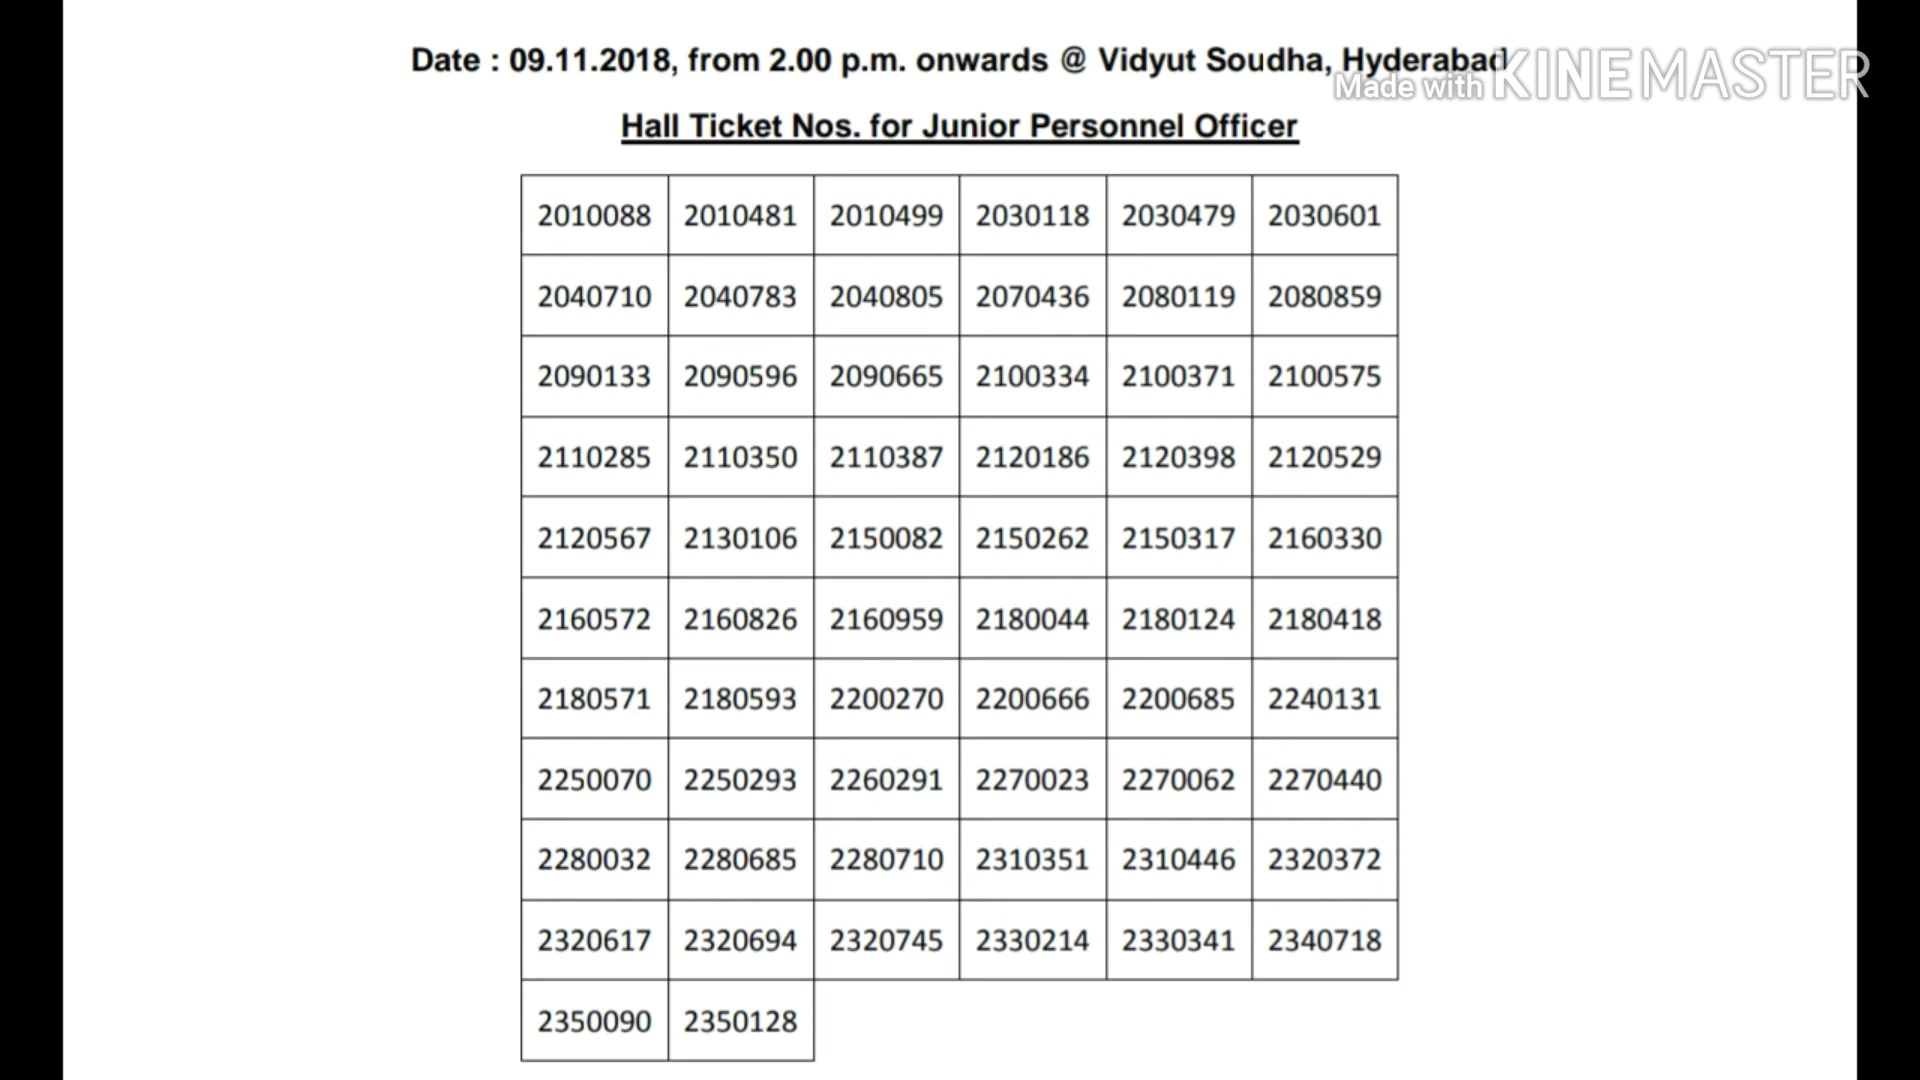 Date : 09.11.2018, from 2.00 p.m. onwards @ Vidyut Soudha, Hyderabad
Made with KINEMASTER
Hall Ticket Nos. for Junior Personnel Officer
2010088 2010481 2010499 2030118 2030479 2030601
2040710 2040783 2040805 2070436 2080119 2080859
2090133 2090596 2090665 2100334 2100371 2100575
2110285 2110350 2110387 2120186 2120398 2120529
2120567 2130106 2150082 2150262 2150317 2160330
2160572 2160826 2160959 2180044 2180124 2180418
2180571 2180593 2200270 2200666 2200685 2240131
2250070 2250293 2260291 2270023 2270062 2270440
2280032 2280685 2280710 2310351 2310446 2320372
2320617 2320694 2320745 2330214 2330341 2340718
2350090 2350128